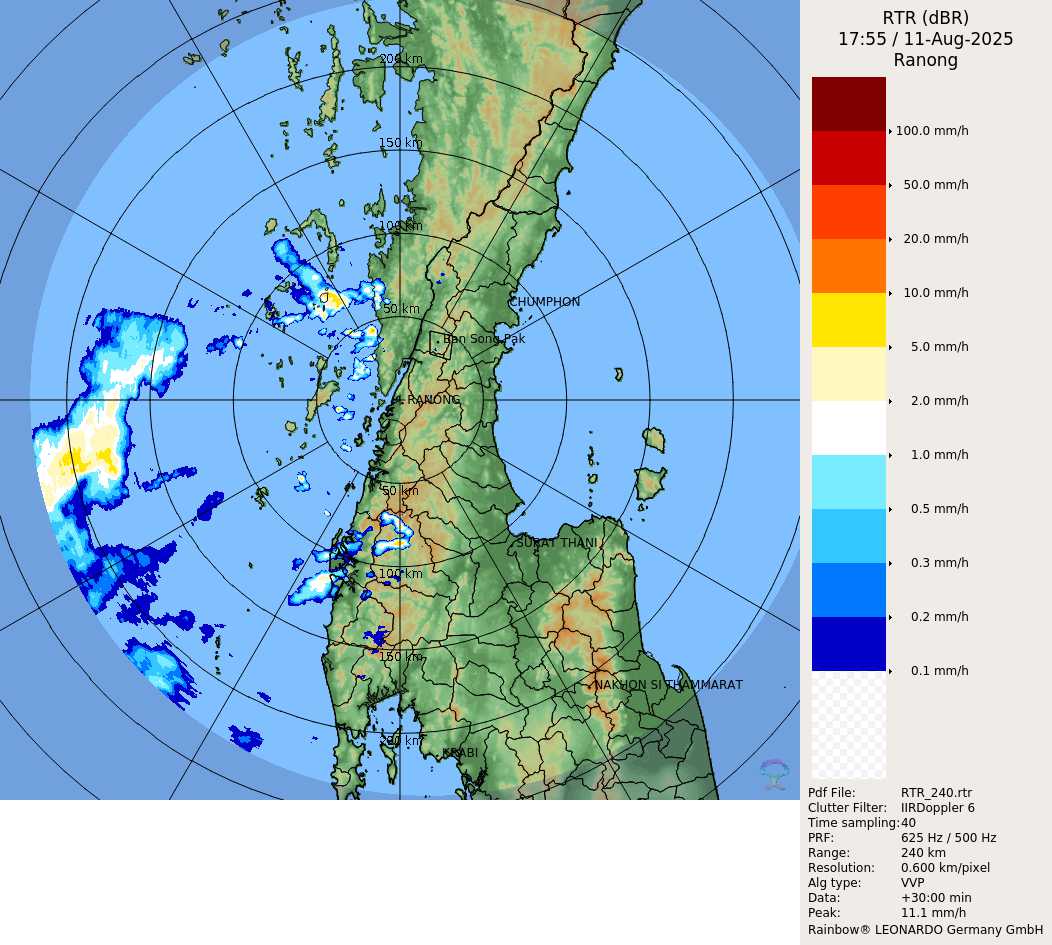 RTR (dBR)
17:55 / 11-Aug-2025
Ranong
100.0 mm/h
50.0 mm/h
20.0 mm/h
10.0 mm/h
5.0 mm/h
2.0 mm/h
1.0 mm/h
0.5 mm/h
0.3 mm/h
0.2 mm/h
0.1 mm/h
Pdf File: RTR_240.rtr
Clutter Filter: IIRDoppler 6
Time sampling: 40
PRF: 625 Hz / 500 Hz
Range: 240 km
Resolution: 0.600 km/pixel
Alg type: VVP
Data: +30:00 min
Peak: 11.1 mm/h
Rainbow® LEONARDO Germany GmbH
200 km
150 km
100 km
CHUMPHON
50 km
Ban Song Pak
RANONG
50 km
SURAT THANI
100 km
150 km
NAKHON SI THAMMARAT
200 km
KRABI